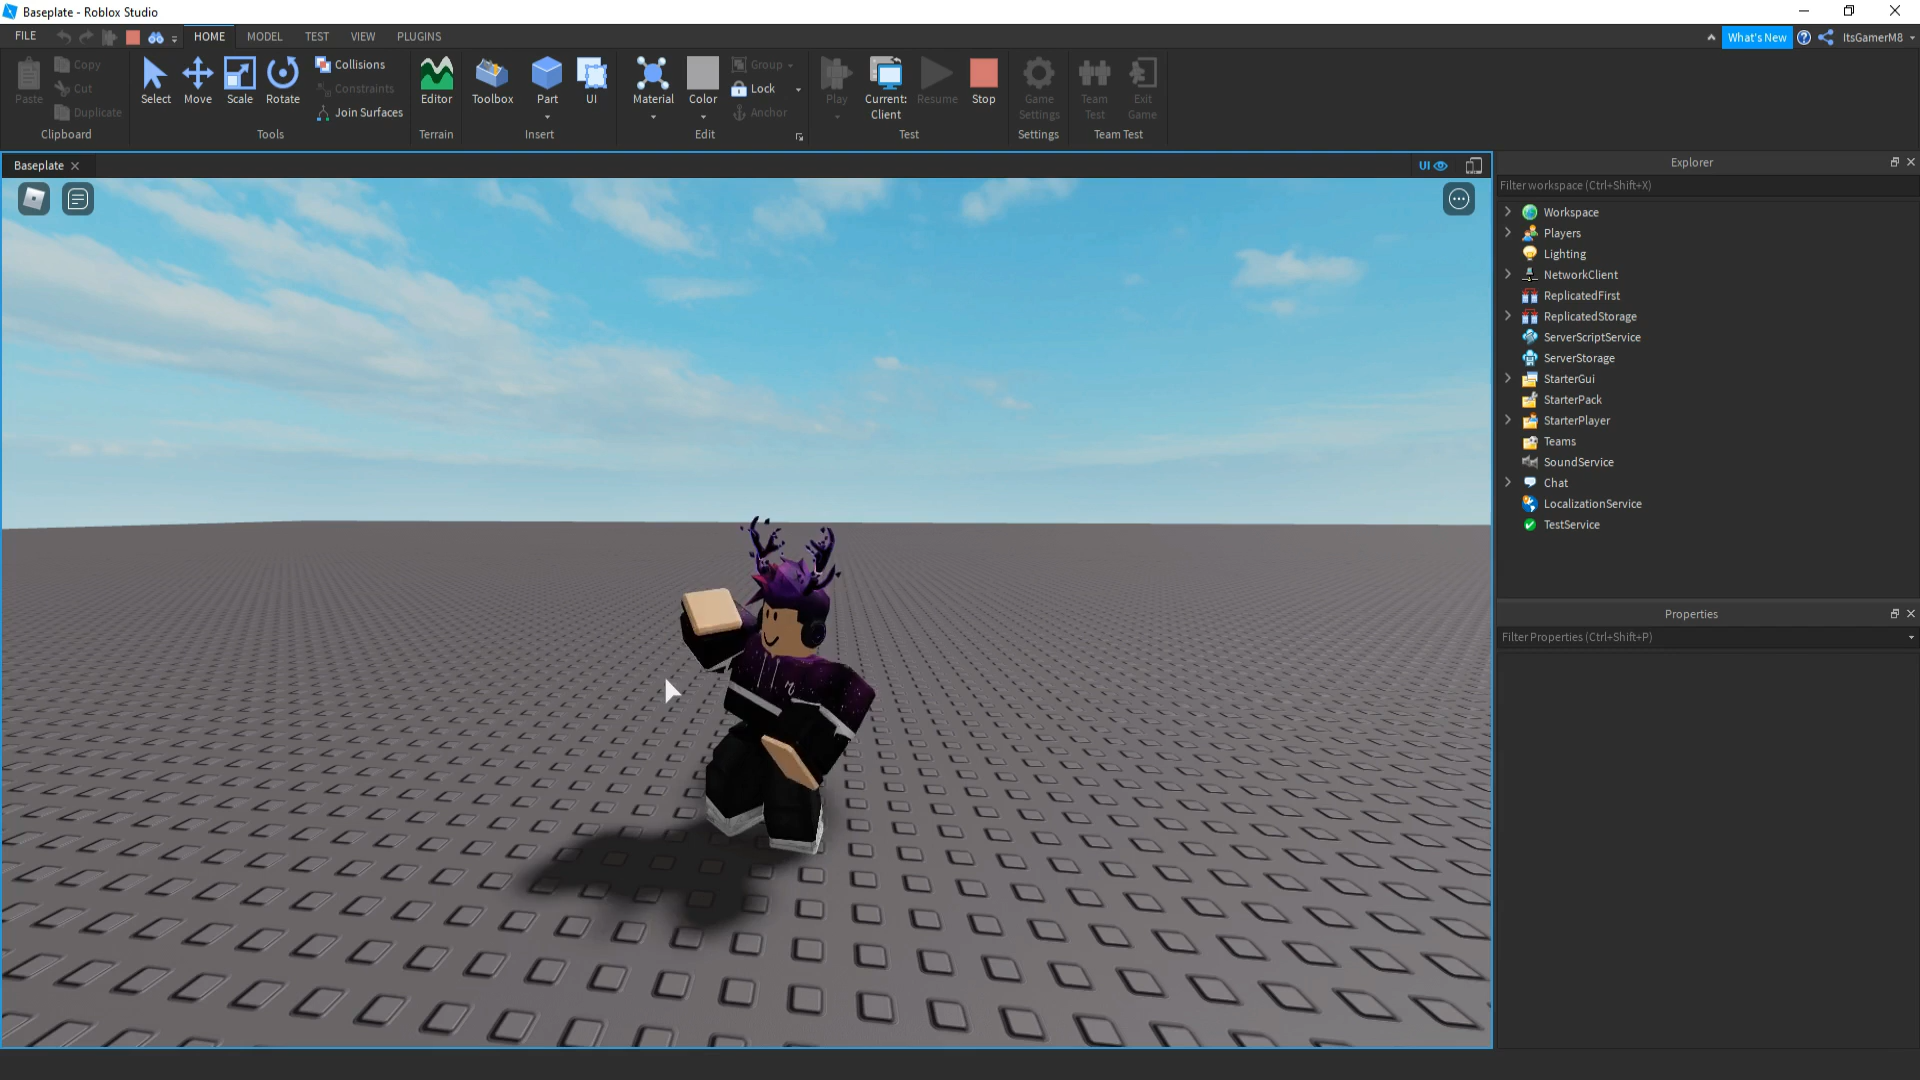 Baseplate - Roblox Studio
FILE HOME MODEL TEST VIEW PLUGINS What's New ItsGamerM8
Paste Copy Cut Duplicate
Clipboard
Select Move Scale Rotate Collisions Constraints Join Surfaces
Tools
Editor
Terrain
Toolbox Part UI
Insert
Material Color Group Lock Anchor
Edit
Play Current: Client Resume Stop
Test
Game Settings
Settings
Team Test Exit Game
Team Test
Baseplate
UI
Explorer
Filter workspace (Ctrl+Shift+X)
Workspace
Players
Lighting
NetworkClient
ReplicatedFirst
ReplicatedStorage
ServerScriptService
ServerStorage
StarterGui
StarterPack
StarterPlayer
Teams
SoundService
Chat
LocalizationService
TestService
Properties
Filter Properties (Ctrl+Shift+P)